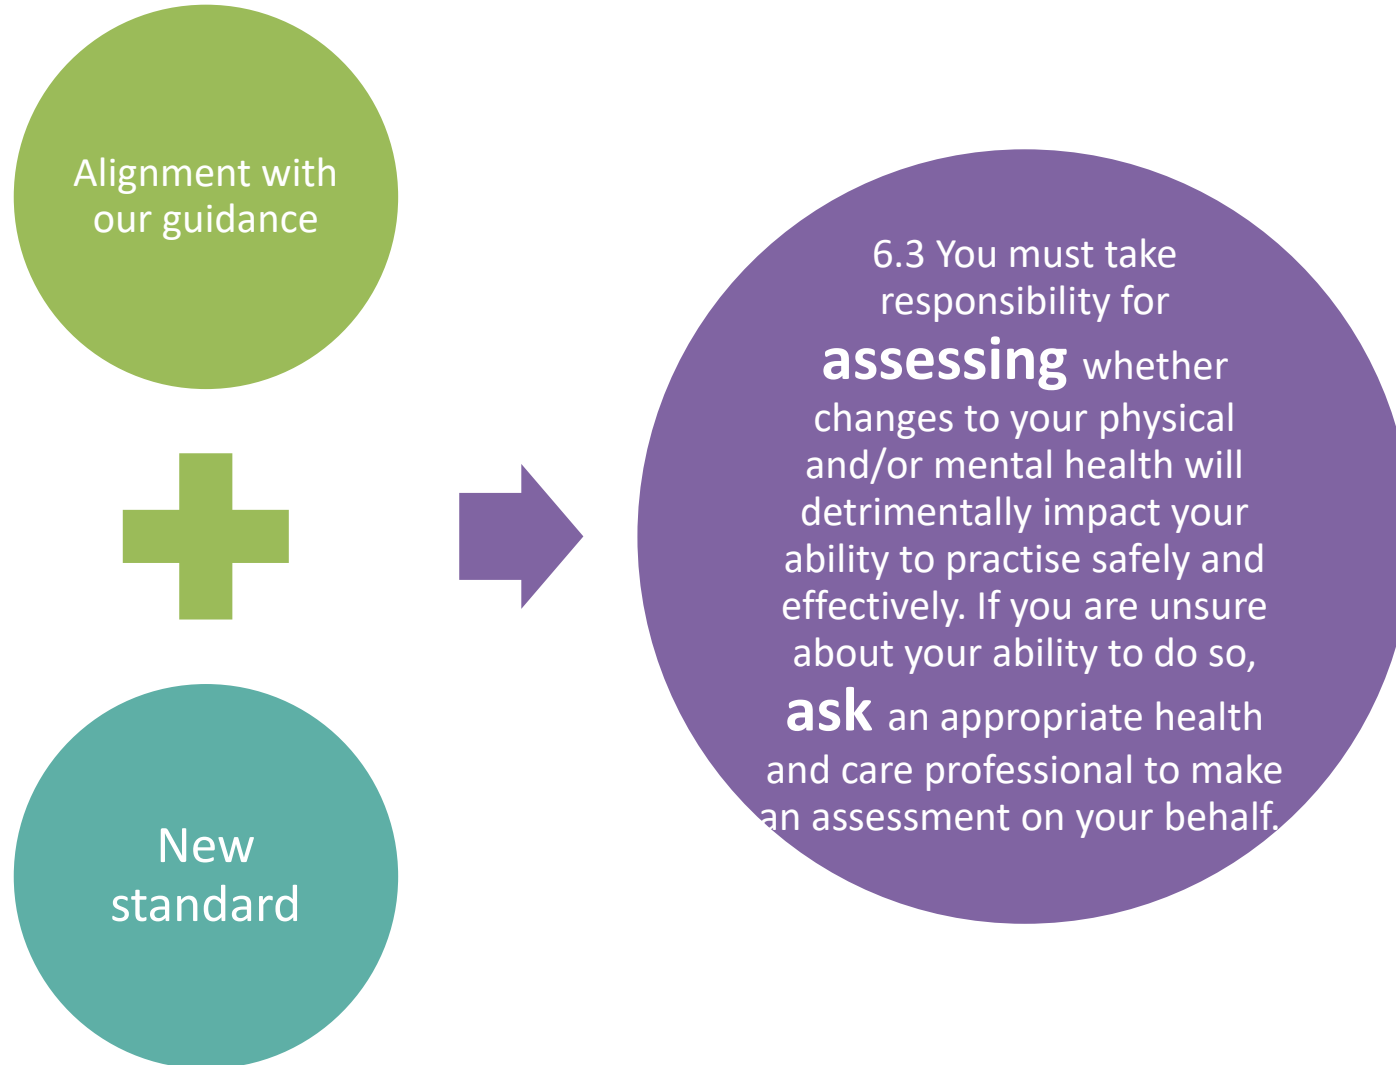 Alignment with
our guidance
New
standard
6.3 You must take
responsibility for
assessing whether
changes to your physical
and/or mental health will
detrimentally impact your
ability to practise safely and
effectively. If you are unsure
about your ability to do so,
ask an appropriate health
and care professional to make
an assessment on your behalf.